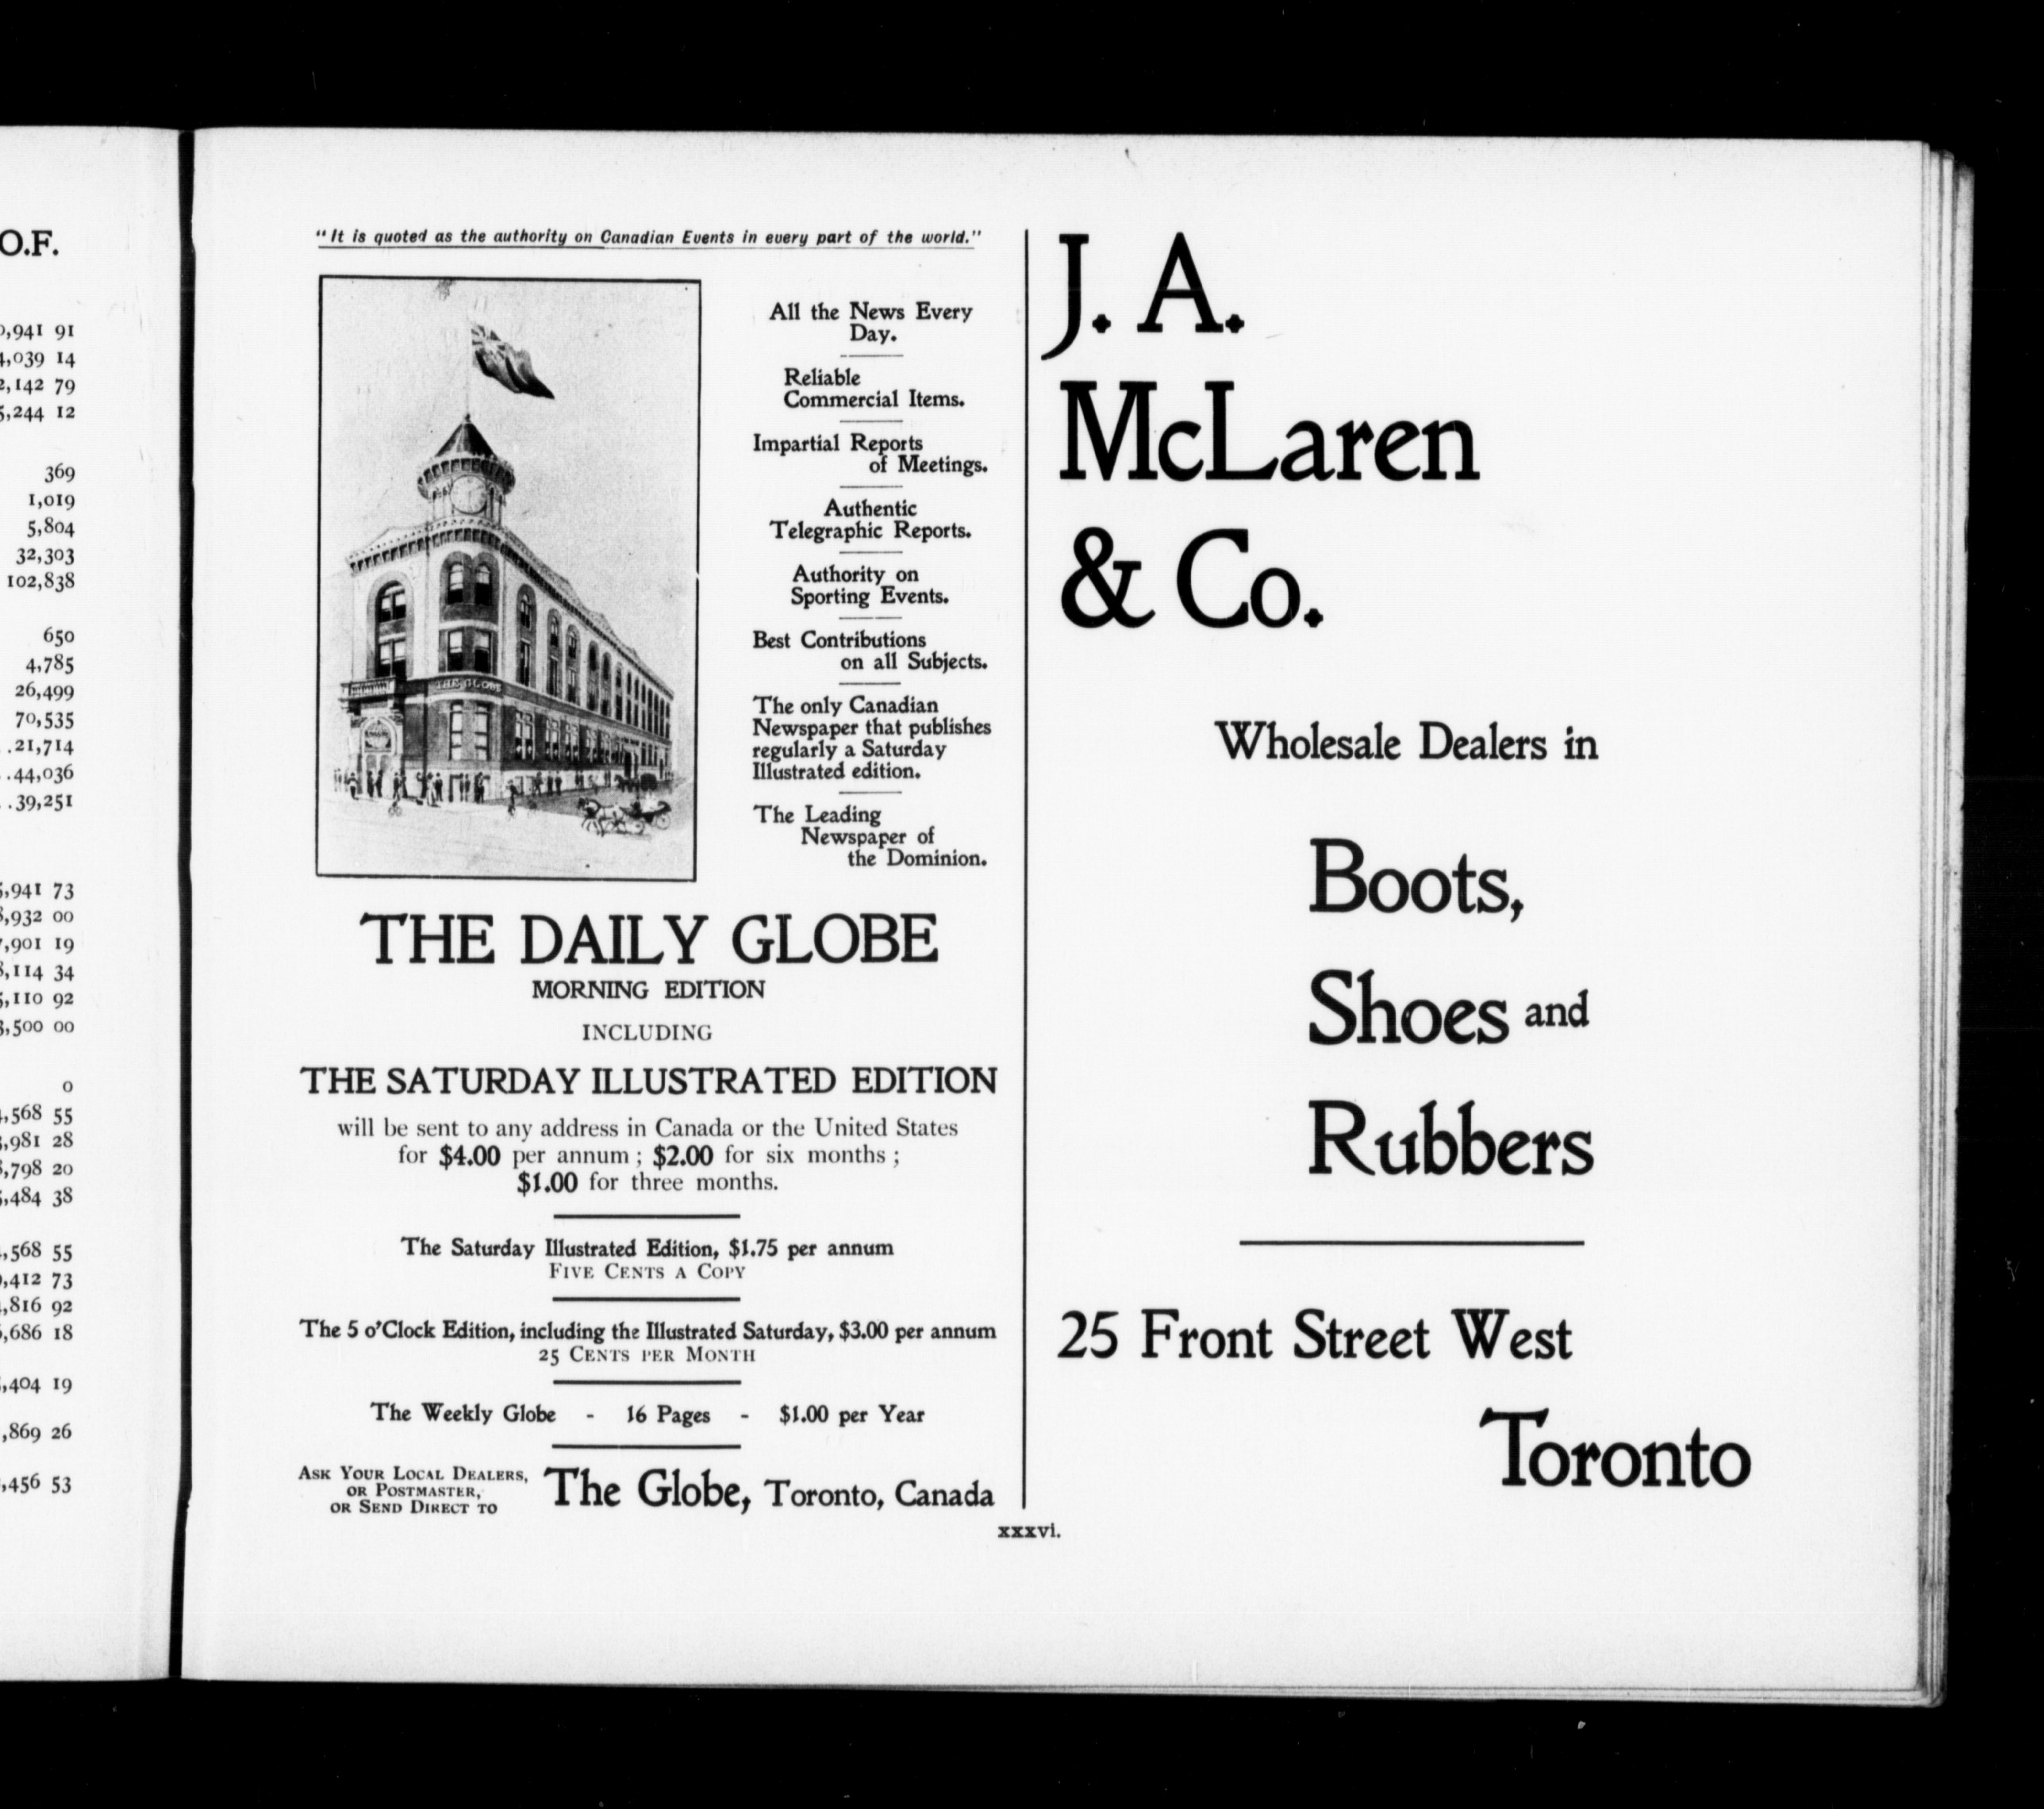 O.F.
,941 91
,039 14
,142 79
5,244 12
369
1,019
5,804
32,303
102,838
650
4,785
26,499
70,535
. 21,714
. . 44,036
. . 39,251
,941 73
,932 00
,901 19
,114 34
,110 92
,500 00
0
,568 55
,981 28
,798 20
,484 38
,568 55
,412 73
,816 92
,686 18
,404 19
,869 26
,456 53
"It is quoted as the authority on Canadian Events in every part of the world."
THE GLOBE
All the News Every
Day.
Reliable
Commercial Items.
Impartial Reports
of Meetings.
Authentic
Telegraphic Reports.
Authority on
Sporting Events.
Best Contributions
on all Subjects.
The only Canadian
Newspaper that publishes
regularly a Saturday
Illustrated edition.
The Leading
Newspaper of
the Dominion.
THE DAILY GLOBE
MORNING EDITION
INCLUDING
THE SATURDAY ILLUSTRATED EDITION
will be sent to any address in Canada or the United States
for $4.00 per annum ; $2.00 for six months ;
$1.00 for three months.
The Saturday Illustrated Edition, $1.75 per annum
FIVE CENTS A COPY
The 5 o'Clock Edition, including the Illustrated Saturday, $3.00 per annum
25 CENTS PER MONTH
The Weekly Globe - 16 Pages - $1.00 per Year
ASK YOUR LOCAL DEALERS,
OR POSTMASTER,
OR SEND DIRECT TO
The Globe, Toronto, Canada
J. A.
McLaren
& Co.
Wholesale Dealers in
Boots,
Shoes and
Rubbers
25 Front Street West
Toronto
xxxvi.